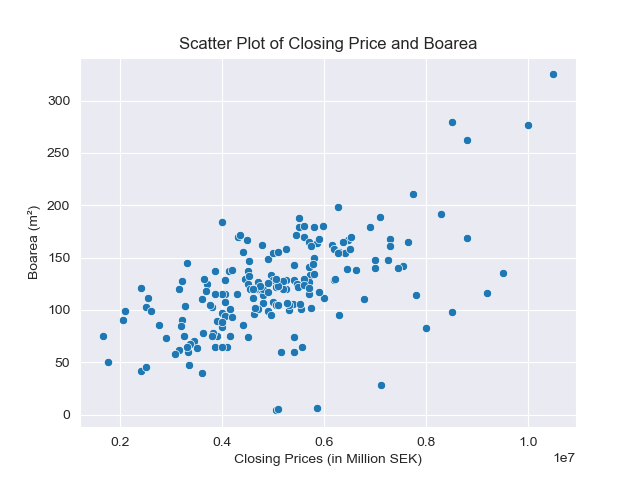 Scatter Plot of Closing Price and Boarea
300
250
200
150
100
50
0
Boarea (m²)
0.2 0.4 0.6 0.8 1.0
1e7
Closing Prices (in Million SEK)